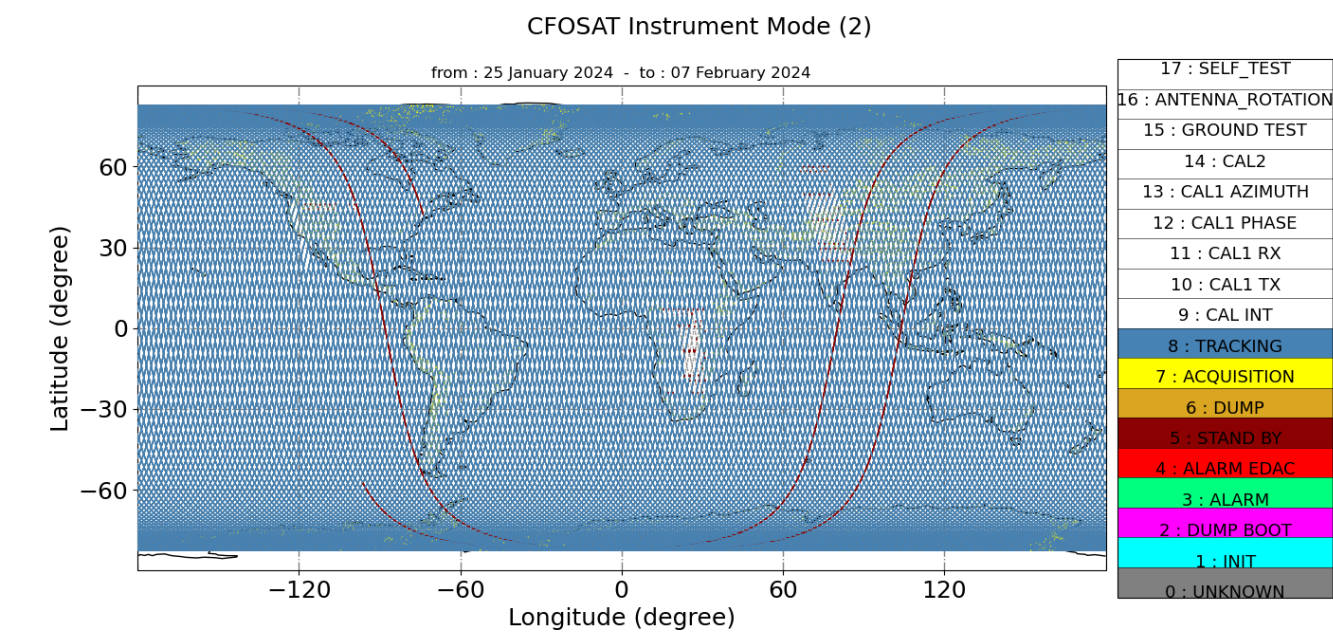 CFOSAT Instrument Mode (2)
from : 25 January 2024 - to : 07 February 2024
17 : SELF_TEST
16 : ANTENNA_ROTATION
15 : GROUND TEST
14 : CAL2
13 : CAL1 AZIMUTH
12 : CAL1 PHASE
11 : CAL1 RX
10 : CAL1 TX
9 : CAL INT
8 : TRACKING
7 : ACQUISITION
6 : DUMP
5 : STAND BY
4 : ALARM EDAC
3 : ALARM
2 : DUMP BOOT
1 : INIT
0 : UNKNOWN
Latitude (degree)
60
30
0
−30
−60
−120
−60
0
60
120
Longitude (degree)